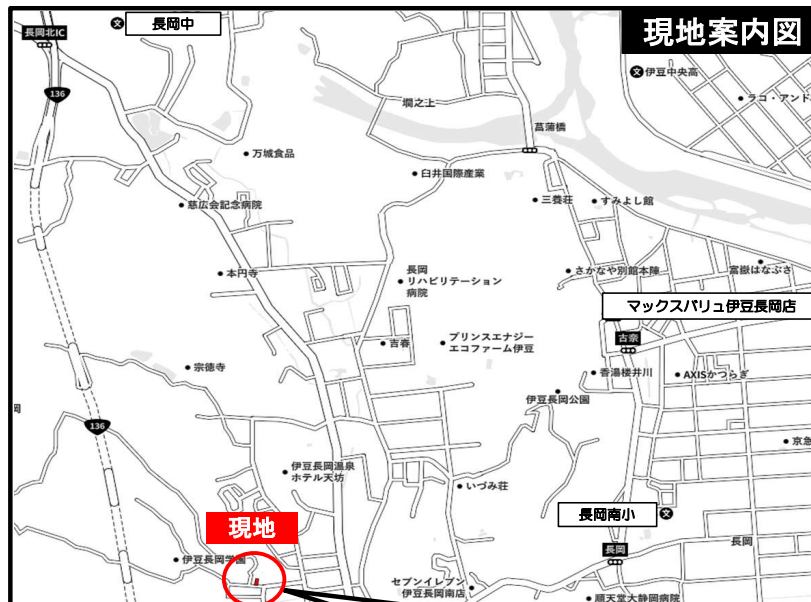 現地案内図
長岡北IC
長岡中
136
伊豆中央高
ラコ・アンド
墹之上
菖蒲橋
万城食品
臼井国際産業
三養荘
すみよし館
慈広会記念病院
本円寺
長岡
リハビリテーション
病院
さかなや別館本陣
富嶽はなぶさ
マックスバリュ伊豆長岡店
古奈
吉春
プリンスエナジー
エコファーム伊豆
宗徳寺
香湯楼井川
AXISかつらぎ
伊豆長岡公園
岡
136
京急
伊豆長岡温泉
ホテル天坊
いづみ荘
長岡南小
現地
長岡
長岡
伊豆長岡学園
セブンイレブン
伊豆長岡南店
順天堂大静岡病院